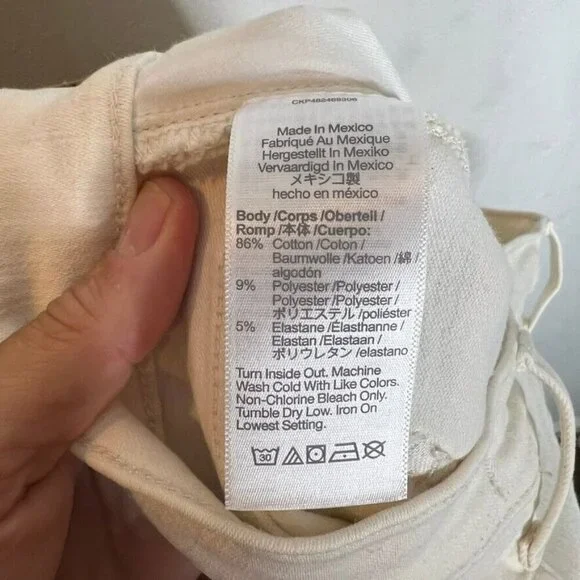 CKP482469306
Made In Mexico
Fabriqué Au Mexique
Hergestellt In Mexiko
Vervaardigd In Mexico
メキシコ製
hecho en méxico
Body /Corps /Oberteil /
Romp /本体 /Cuerpo:
86% Cotton /Coton /
Baumwolle /Katoen /綿 /
algodón
9% Polyester /Polyester /
Polyester /Polyester /
ポリエステル /poliéster
5% Elastane /Élasthanne /
Elastan /Elastaan /
ポリウレタン /elastano
Turn Inside Out. Machine
Wash Cold With Like Colors.
Non-Chlorine Bleach Only.
Tumble Dry Low. Iron On
Lowest Setting.
30